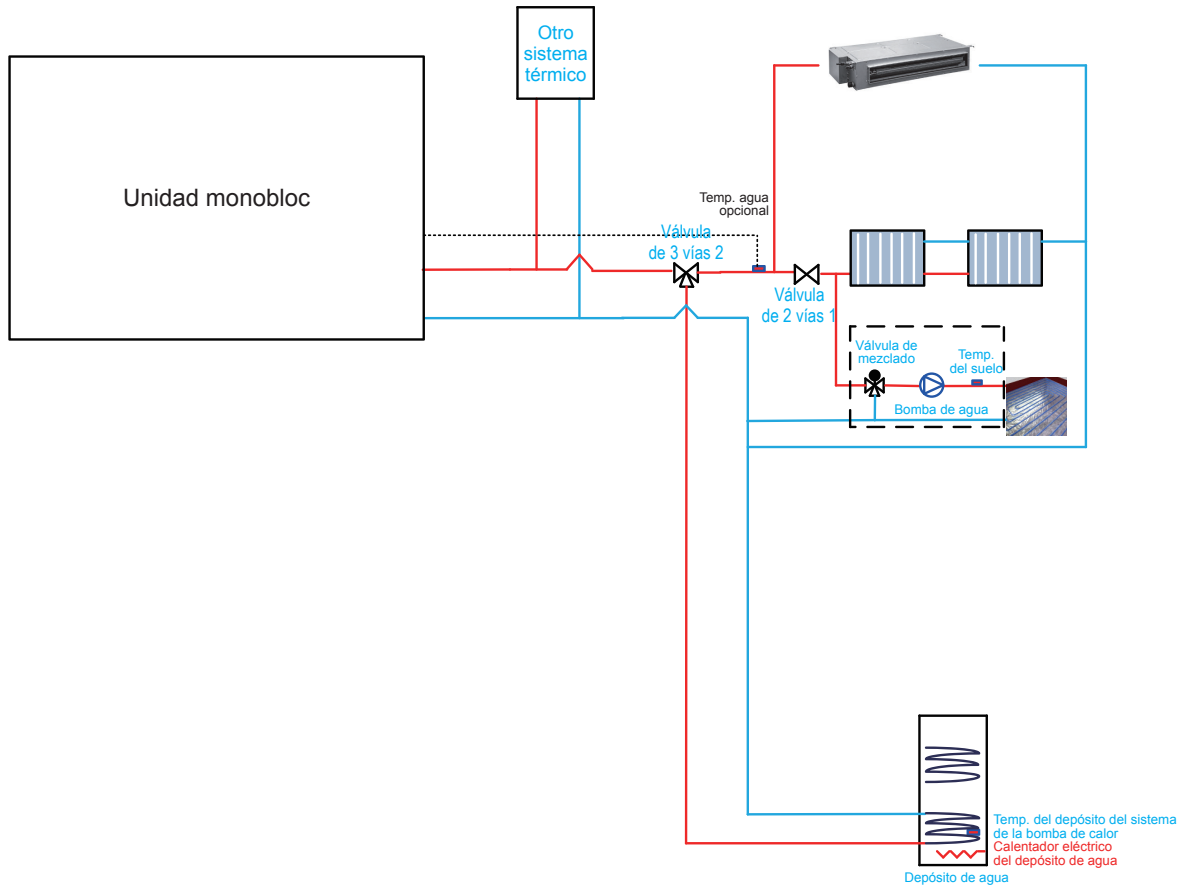 Otro
sistema
térmico
Unidad monobloc
Temp. agua
opcional
Válvula
de 3 vías 2
Válvula
de 2 vías 1
Válvula de
mezclado
Temp.
del suelo
Bomba de agua
Temp. del depósito del sistema
de la bomba de calor
Calentador eléctrico
del depósito de agua
Depósito de agua